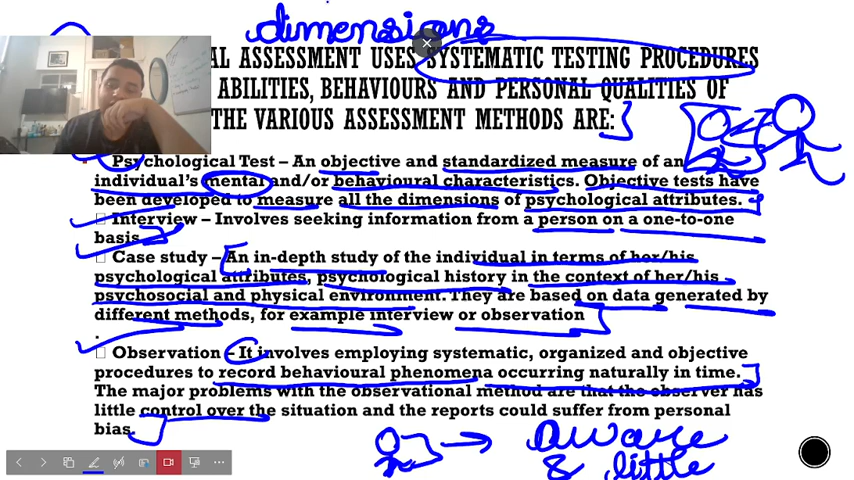 dimensions
AL ASSESSMENT USES SYSTEMATIC TESTING PROCEDURES
ABILITIES, BEHAVIOURS AND PERSONAL QUALITIES OF
THE VARIOUS ASSESSMENT METHODS ARE:
Psychological Test – An objective and standardized measure of an
individual's mental and/or behavioural characteristics. Objective tests have
been developed to measure all the dimensions of psychological attributes.
Interview – Involves seeking information from a person on a one-to-one
basis
Case study – An in-depth study of the individual in terms of her/his
psychological attributes, psychological history in the context of her/his
psychosocial and physical environment. They are based on data generated by
different methods, for example interview or observation
.
Observation – It involves employing systematic, organized and objective
procedures to record behavioural phenomena occurring naturally in time.
The major problems with the observational method are that the observer has
little control over the situation and the reports could suffer from personal
bias.
aware
& little